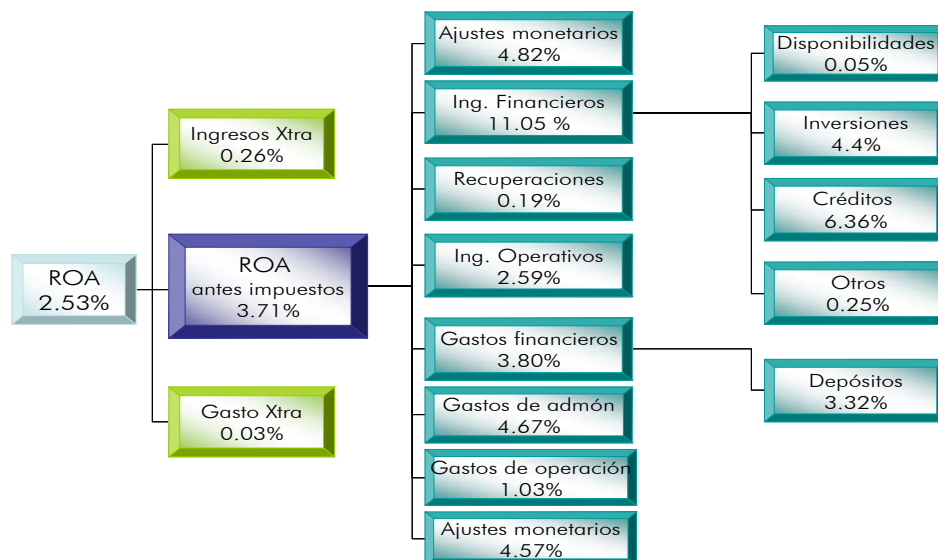 ROA
2.53%
Ingresos Xtra
0.26%
ROA
antes impuestos
3.71%
Gasto Xtra
0.03%
Ajustes monetarios
4.82%
Ing. Financieros
11.05 %
Recuperaciones
0.19%
Ing. Operativos
2.59%
Gastos financieros
3.80%
Gastos de admón
4.67%
Gastos de operación
1.03%
Ajustes monetarios
4.57%
Disponibilidades
0.05%
Inversiones
4.4%
Créditos
6.36%
Otros
0.25%
Depósitos
3.32%